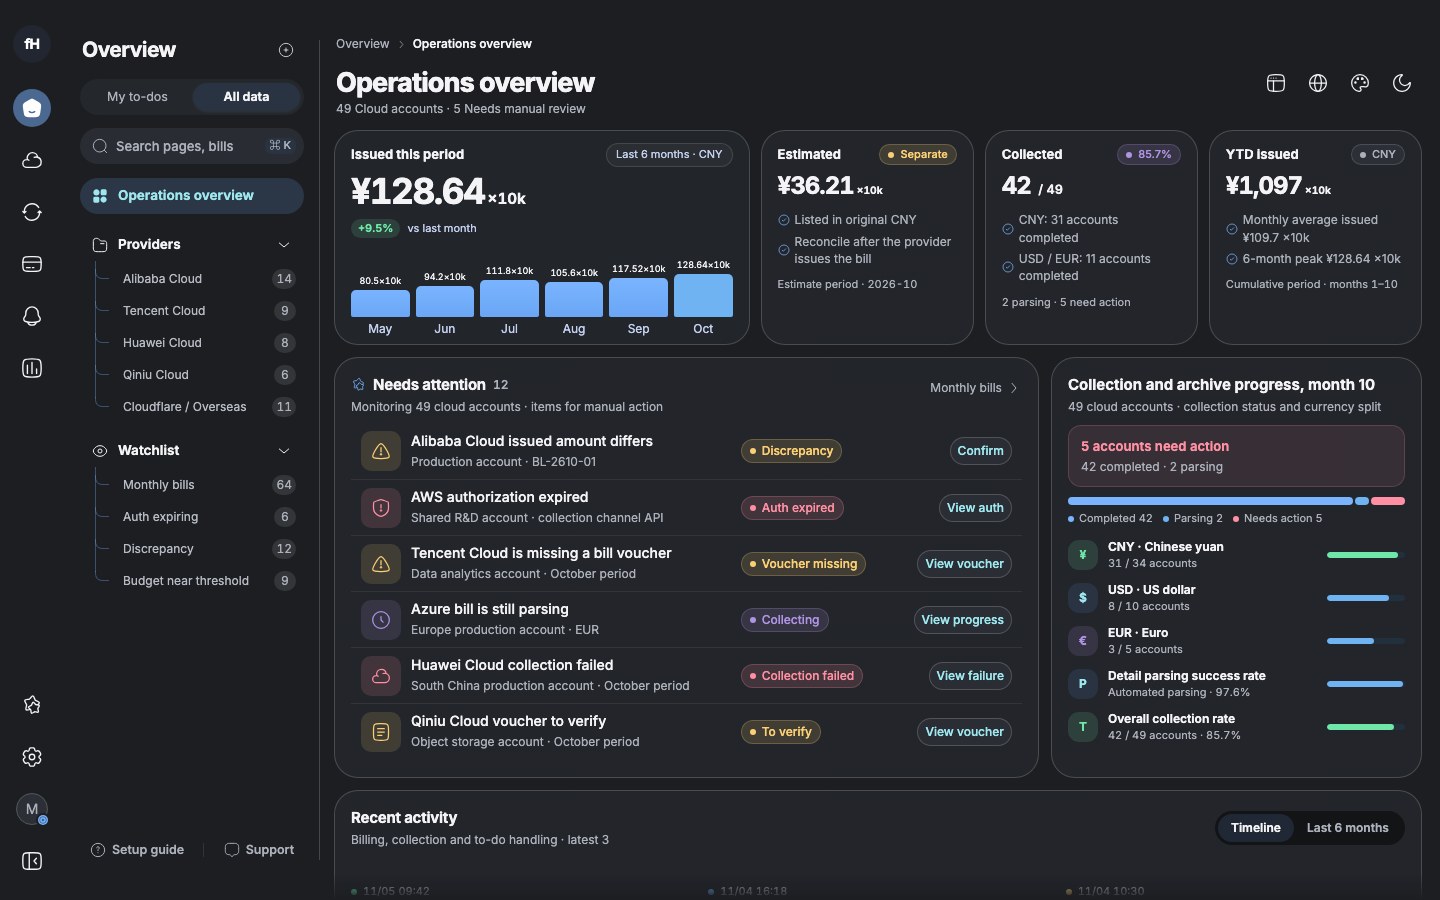 fH
Overview
My to-dos
All data
Search pages, bills
⌘ K
Operations overview
Providers
Alibaba Cloud
14
Tencent Cloud
9
Huawei Cloud
8
Qiniu Cloud
6
Cloudflare / Overseas
11
Watchlist
Monthly bills
64
Auth expiring
6
Discrepancy
12
Budget near threshold
9
M
Setup guide
Support
Overview
Operations overview
Operations overview
49 Cloud accounts · 5 Needs manual review
Issued this period
Last 6 months · CNY
¥128.64×10k
+9.5%
vs last month
80.5×10k
94.2×10k
111.8×10k
105.6×10k
117.52×10k
128.64×10k
May
Jun
Jul
Aug
Sep
Oct
Estimated
Separate
¥36.21×10k
Listed in original CNY
Reconcile after the provider
issues the bill
Estimate period · 2026-10
Collected
85.7%
42 / 49
CNY: 31 accounts
completed
USD / EUR: 11 accounts
completed
2 parsing · 5 need action
YTD issued
CNY
¥1,097×10k
Monthly average issued
¥109.7 ×10k
6-month peak ¥128.64 ×10k
Cumulative period · months 1–10
Needs attention 12
Monitoring 49 cloud accounts · items for manual action
Monthly bills
Alibaba Cloud issued amount differs
Production account · BL-2610-01
Discrepancy
Confirm
AWS authorization expired
Shared R&D account · collection channel API
Auth expired
View auth
Tencent Cloud is missing a bill voucher
Data analytics account · October period
Voucher missing
View voucher
Azure bill is still parsing
Europe production account · EUR
Collecting
View progress
Huawei Cloud collection failed
South China production account · October period
Collection failed
View failure
Qiniu Cloud voucher to verify
Object storage account · October period
To verify
View voucher
Collection and archive progress, month 10
49 cloud accounts · collection status and currency split
5 accounts need action
42 completed · 2 parsing
Completed 42
Parsing 2
Needs action 5
¥
CNY · Chinese yuan
31 / 34 accounts
$
USD · US dollar
8 / 10 accounts
€
EUR · Euro
3 / 5 accounts
P
Detail parsing success rate
Automated parsing · 97.6%
T
Overall collection rate
42 / 49 accounts · 85.7%
Recent activity
Billing, collection and to-do handling · latest 3
Timeline
Last 6 months
11/05 09:42
11/04 16:18
11/04 10:30